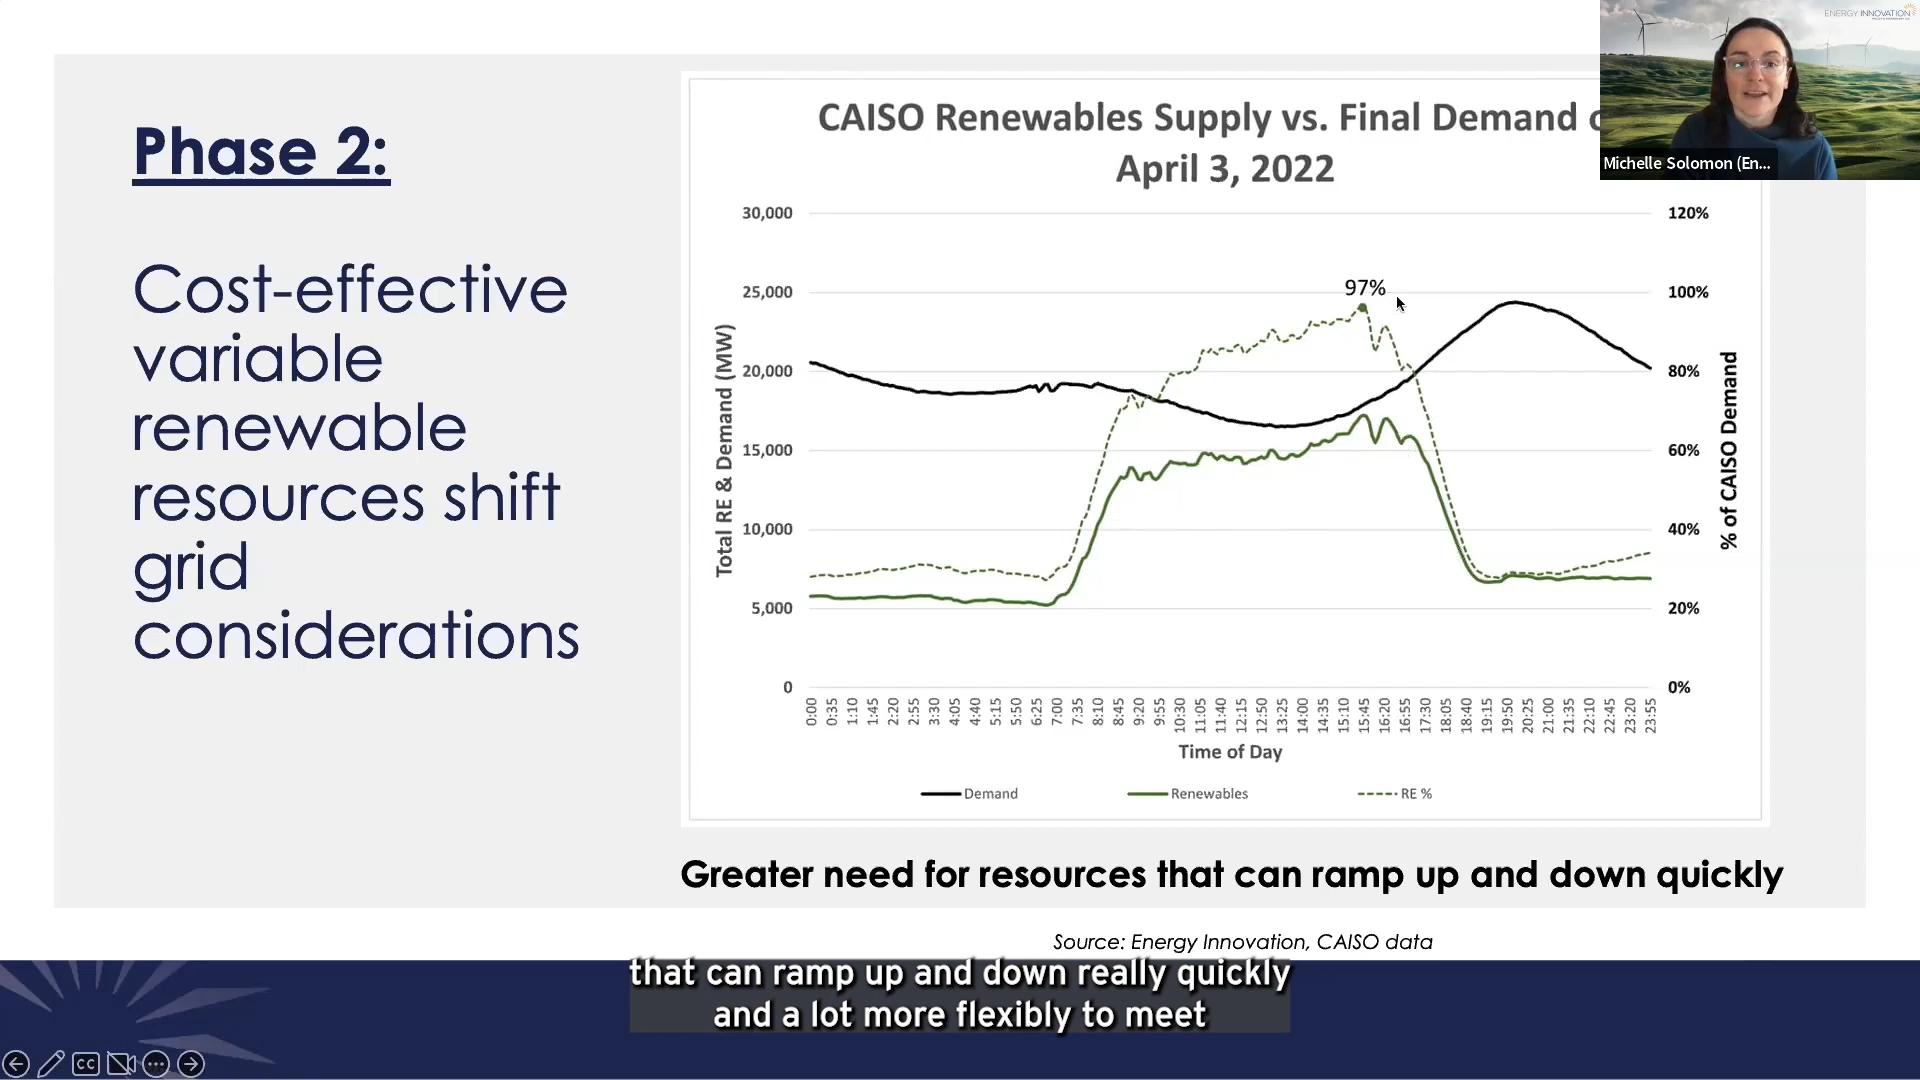 ENERGY INNOVATION
Michelle Solomon (En...
Phase 2:
Cost-effective
variable
renewable
resources shift
grid
considerations
CAISO Renewables Supply vs. Final Demand
April 3, 2022
30,000
25,000
20,000
15,000
10,000
5,000
0
Total RE & Demand (MW)
97%
120%
100%
80%
60%
40%
20%
0%
% of CAISO Demand
0:00 0:35 1:10 1:45 2:20 2:55 3:30 4:05 4:40 5:15 5:50 6:25 7:00 7:35 8:10 8:45 9:20 9:55 10:30 11:05 11:40 12:15 12:50 13:25 14:00 14:35 15:10 15:45 16:20 16:55 17:30 18:05 18:40 19:15 19:50 20:25 21:00 21:35 22:10 22:45 23:20 23:55
Time of Day
Demand Renewables RE %
Greater need for resources that can ramp up and down quickly
Source: Energy Innovation, CAISO data
that can ramp up and down really quickly
and a lot more flexibly to meet
CC